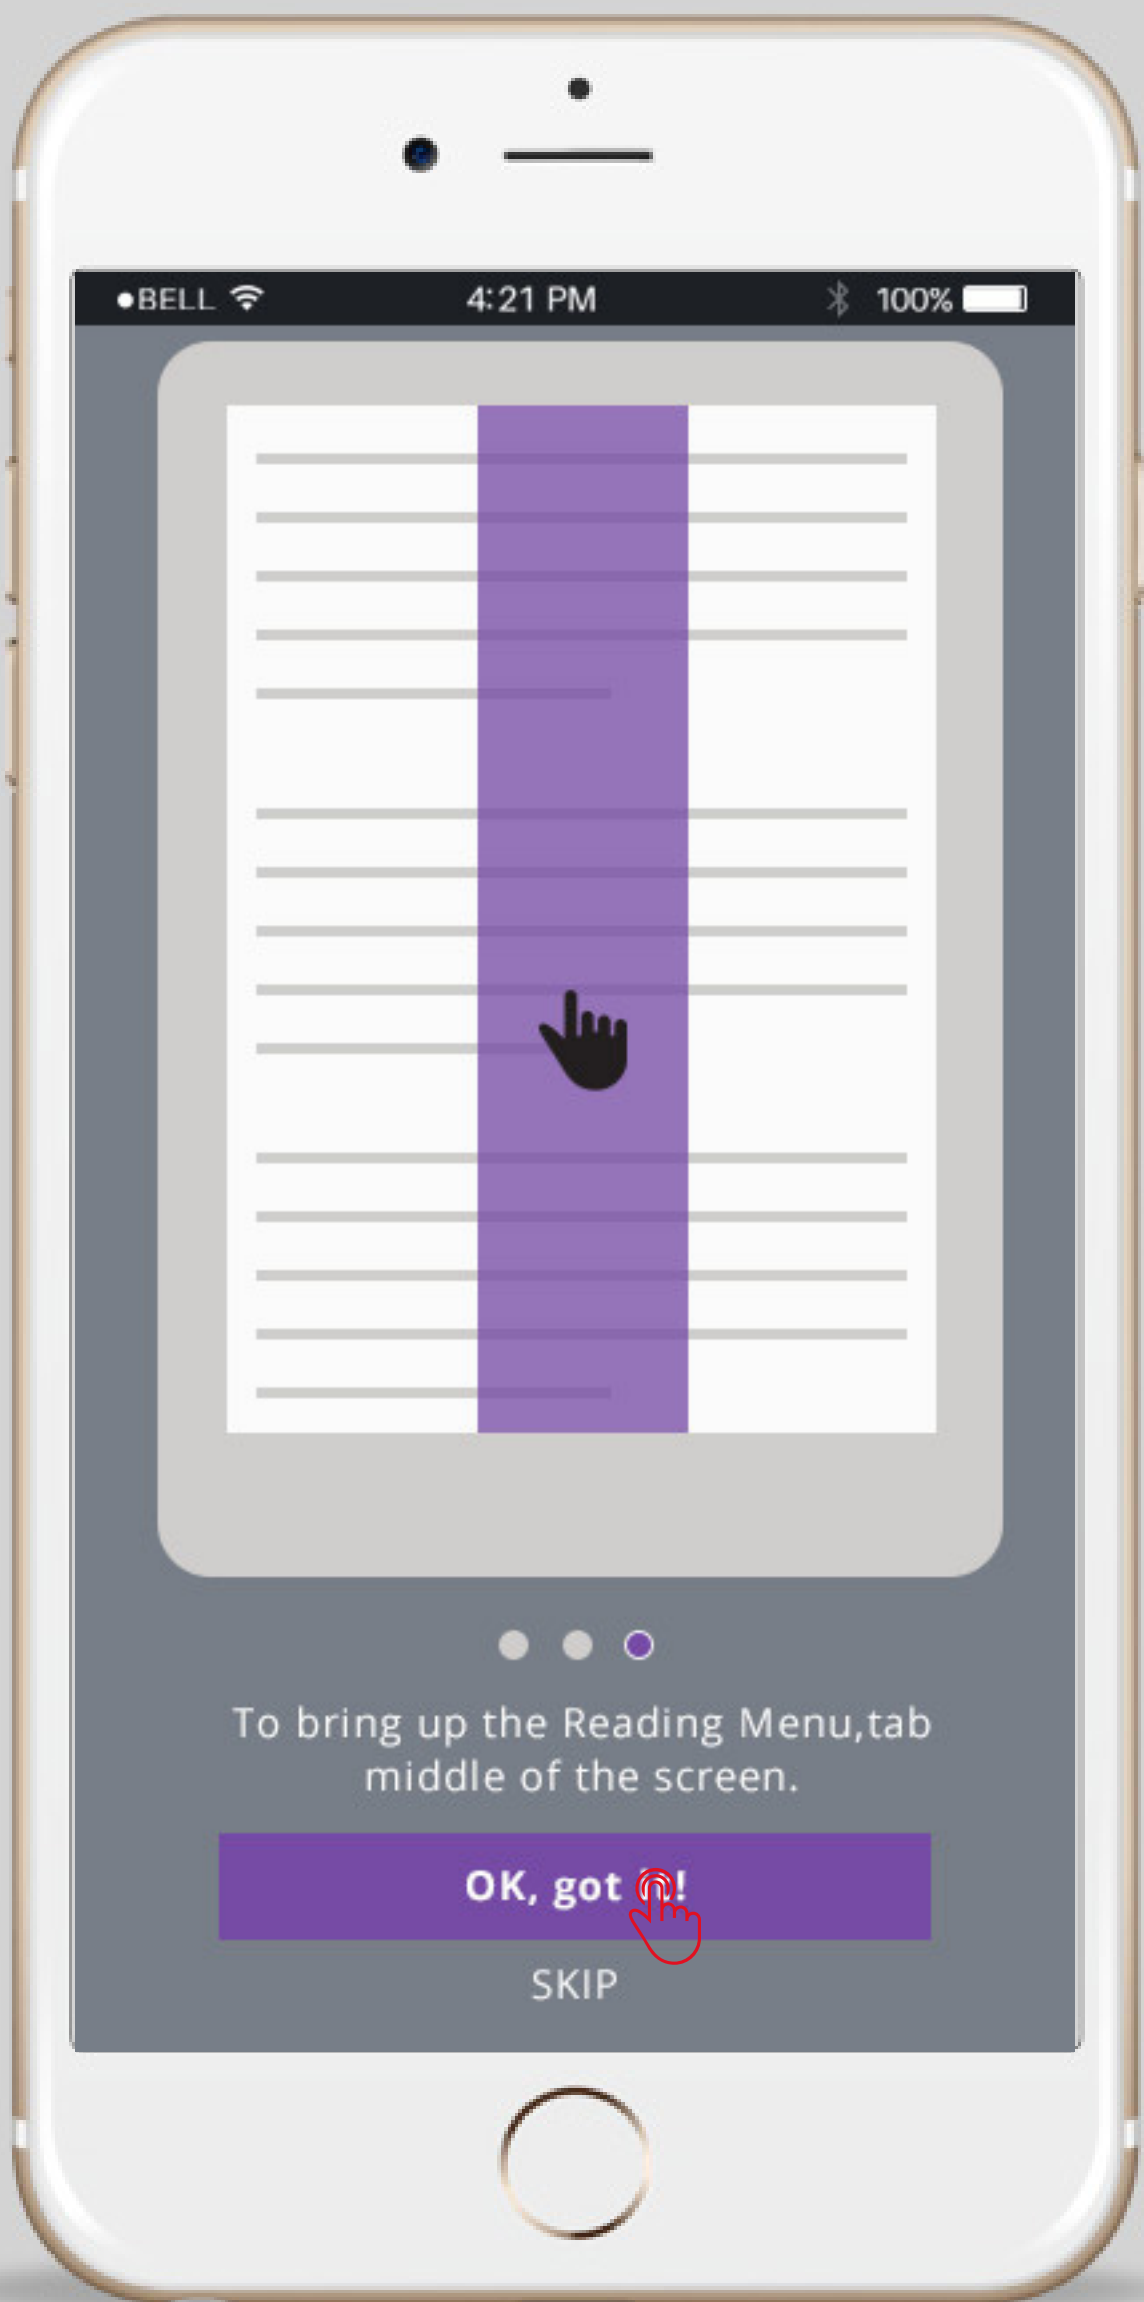 BELL 4:21 PM 100%
To bring up the Reading Menu,tab
middle of the screen.
OK, got it!
SKIP